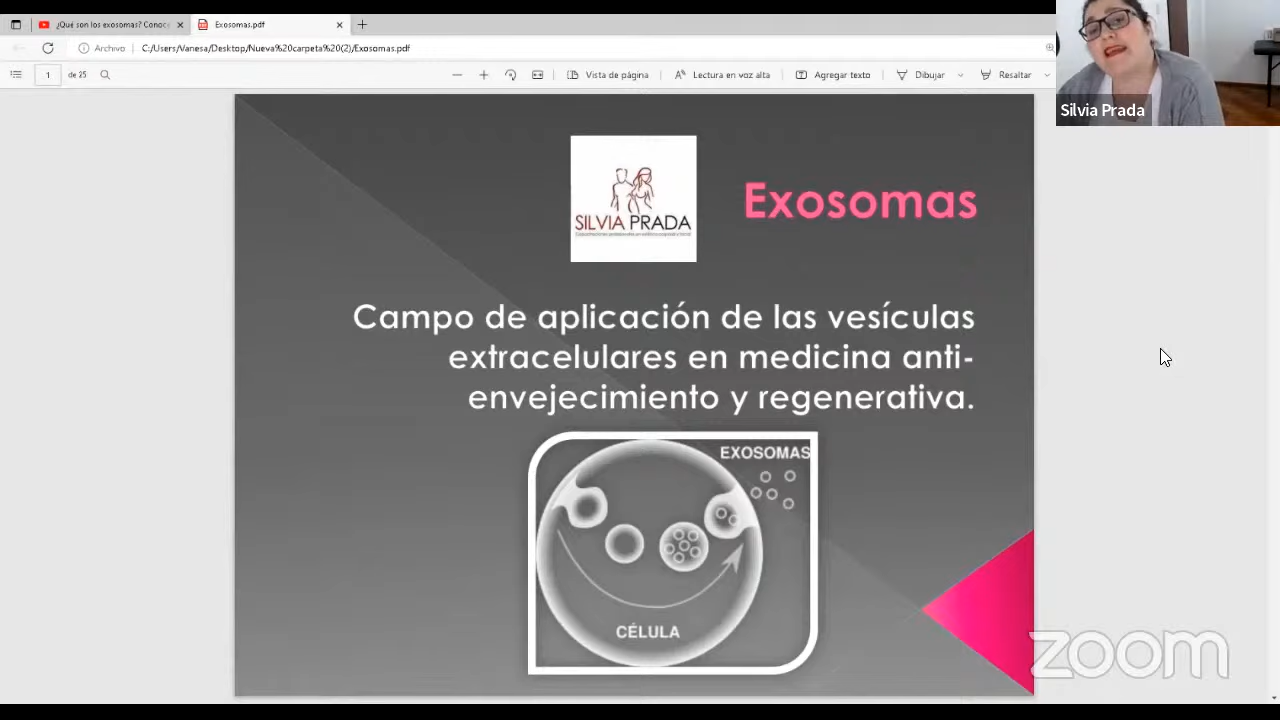 ¿Qué son los exosomas? Conoce
Exosomas.pdf
Archivo
C:/Users/Vanesa/Desktop/Nueva%20carpeta%20(2)/Exosomas.pdf
1 de 25
Vista de página
Lectura en voz alta
Agregar texto
Dibujar
Resaltar
Silvia Prada
SILVIA PRADA
Exosomas
Campo de aplicación de las vesículas
extracelulares en medicina anti-
envejecimiento y regenerativa.
EXOSOMAS
CÉLULA
zoom